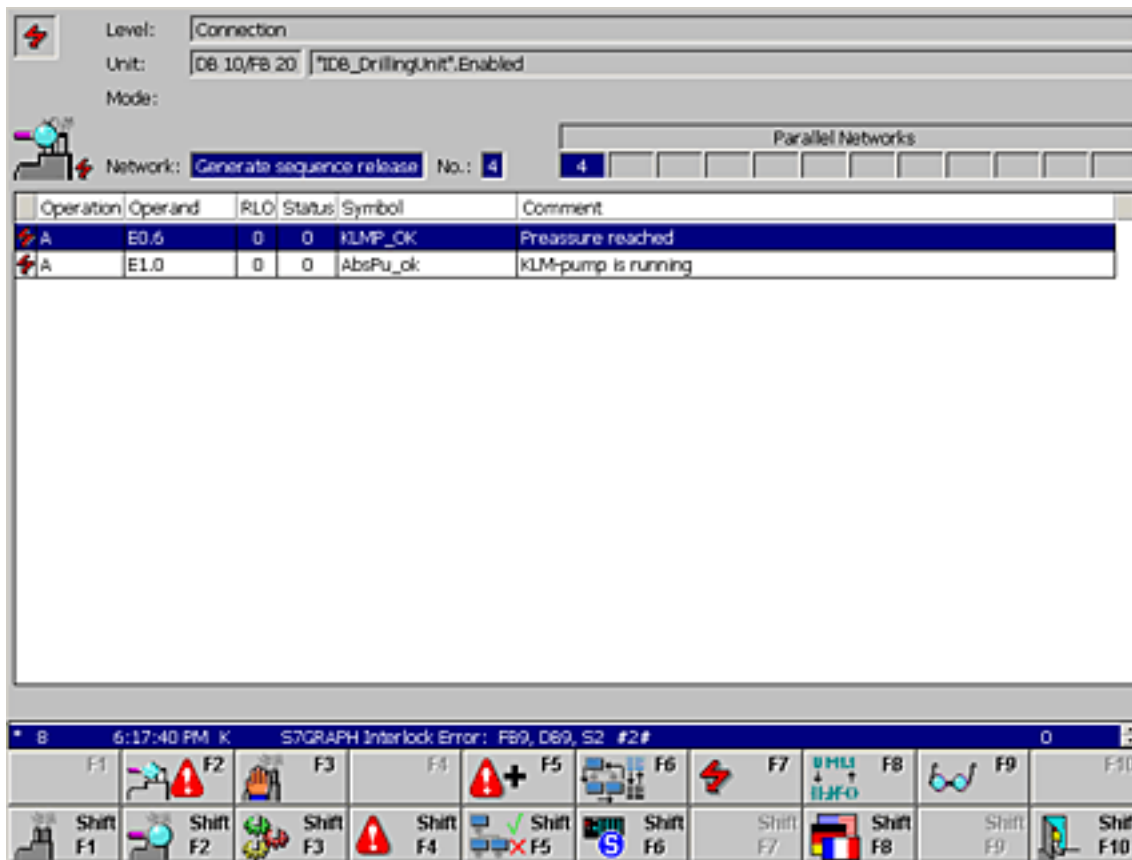 Level: Connection
Unit: DB 10/FB 20 "IDB_DrillingUnit".Enabled
Mode:
Parallel Networks
Network: Generate sequence release No.: 4 4
Operation Operand RLO Status Symbol Comment
A E0.6 0 0 KLMP_OK Preassure reached
A E1.0 0 0 AbsPu_ok KLM-pump is running
* 8 6:17:40 PM K S7GRAPH Interlock Error: FB9, DB9, S2 #2# 0
F1 F2 F3 F4 F5 F6 F7 F8 F9 F10
Shift Shift Shift Shift Shift Shift Shift Shift Shift Shift
F1 F2 F3 F4 F5 F6 F7 F8 F9 F10